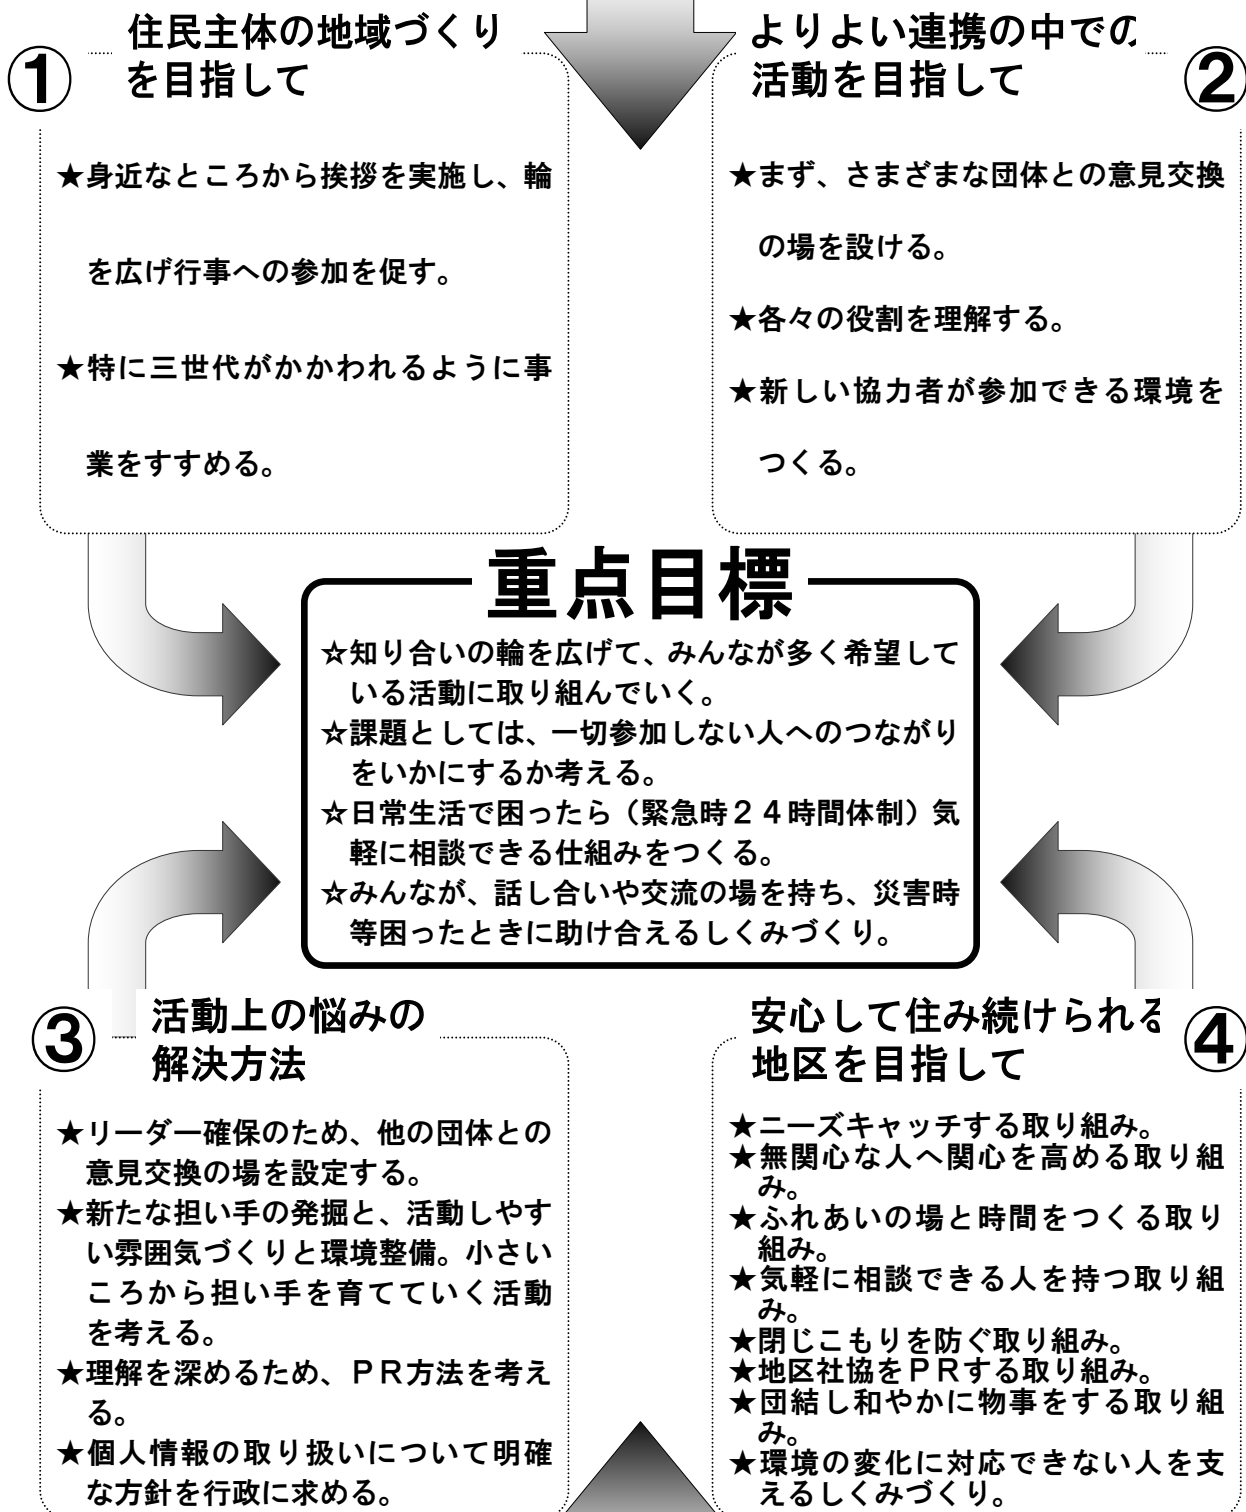 ①
住民主体の地域づくり
を目指して
★身近なところから挨拶を実施し、輪
を広げ行事への参加を促す。
★特に三世代がかかわれるように事
業をすすめる。
よりよい連携の中での
活動を目指して
②
★まず、さまざまな団体との意見交換
の場を設ける。
★各々の役割を理解する。
★新しい協力者が参加できる環境を
つくる。
重点目標
☆知り合いの輪を広げて、みんなが多く希望して
いる活動に取り組んでいく。
☆課題としては、一切参加しない人へのつながり
をいかにするか考える。
☆日常生活で困ったら（緊急時２４時間体制）気
軽に相談できる仕組みをつくる。
☆みんなが、話し合いや交流の場を持ち、災害時
等困ったときに助け合えるしくみづくり。
③
活動上の悩みの
解決方法
★リーダー確保のため、他の団体との
意見交換の場を設定する。
★新たな担い手の発掘と、活動しやす
い雰囲気づくりと環境整備。小さい
ころから担い手を育てていく活動
を考える。
★理解を深めるため、ＰＲ方法を考え
る。
★個人情報の取り扱いについて明確
な方針を行政に求める。
安心して住み続けられる
地区を目指して
④
★ニーズキャッチする取り組み。
★無関心な人へ関心を高める取り組
み。
★ふれあいの場と時間をつくる取り
組み。
★気軽に相談できる人を持つ取り組
み。
★閉じこもりを防ぐ取り組み。
★地区社協をＰＲする取り組み。
★団結し和やかに物事をする取り組
み。
★環境の変化に対応できない人を支
えるしくみづくり。